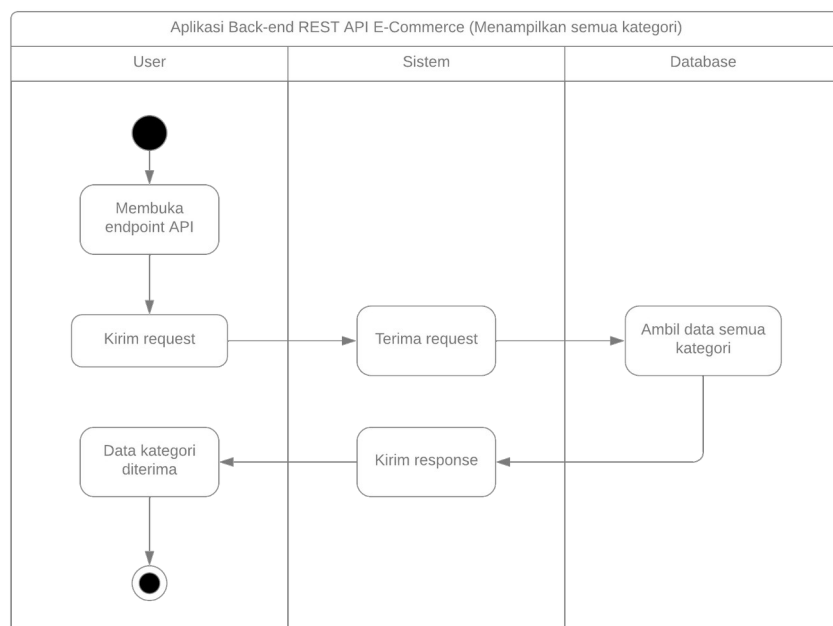 Aplikasi Back-end REST API E-Commerce (Menampilkan semua kategori)
User
Sistem
Database
Membuka
endpoint API
Kirim request
Terima request
Ambil data semua
kategori
Data kategori
diterima
Kirim response